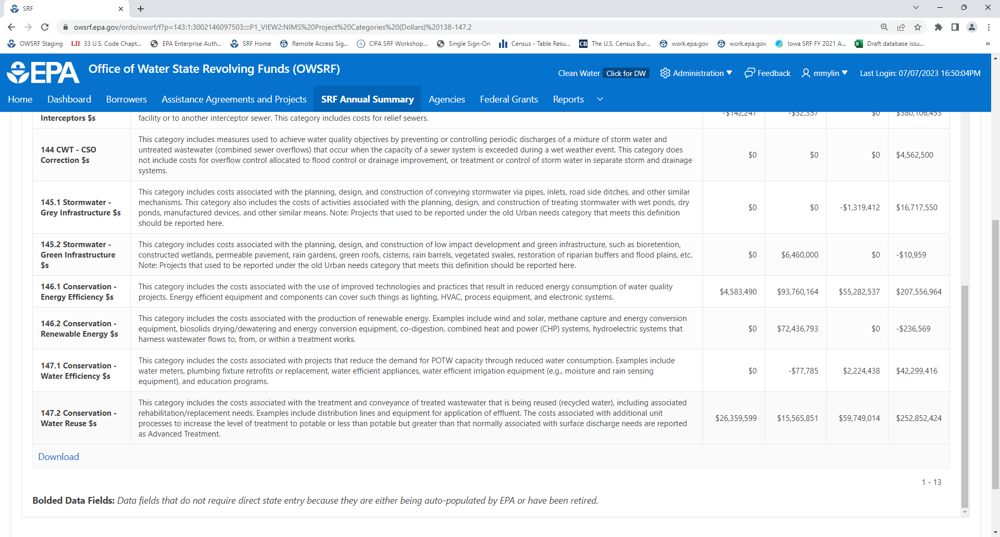 SRF
owsrf.epa.gov/ords/owsrf/f?p=143:1:3002146097503::::P1_VIEW2:NIMS%20Project%20Categories%20(Dollars)%20138-147.2
OWSRF Staging LII 33 U.S. Code Chapt... EPA Enterprise Auth... SRF Home Remote Access Sig... CIFA SRF Workshop... Single Sign-On Census - Table Resu... CB The U.S. Census Bur... work.epa.gov work.epa.gov Iowa SRF FY 2021 A... Draft database issu... »
EPA Office of Water State Revolving Funds (OWSRF)
Clean Water Click for DW Administration Feedback mmylin Last Login: 07/07/2023 16:50:04PM
Home Dashboard Borrowers Assistance Agreements and Projects SRF Annual Summary Agencies Federal Grants Reports
Interceptors $s facility or to another interceptor sewer. This category includes costs for relief sewers. -$142,247 -$32,357 $0 $380,106,453
144 CWT - CSO
Correction $s
This category includes measures used to achieve water quality objectives by preventing or controlling periodic discharges of a mixture of storm water and
untreated wastewater (combined sewer overflows) that occur when the capacity of a sewer system is exceeded during a wet weather event. This category does
not include costs for overflow control allocated to flood control or drainage improvement, or treatment or control of storm water in separate storm and drainage
systems.
$0 $0 $0 $4,562,500
145.1 Stormwater -
Grey Infrastructure $s
This category includes costs associated with the planning, design, and construction of conveying stormwater via pipes, inlets, road side ditches, and other similar
mechanisms. This category also includes the costs of activities associated with the planning, design, and construction of treating stormwater with wet ponds, dry
ponds, manufactured devices, and other similar means. Note: Projects that used to be reported under the old Urban needs category that meets this definition
should be reported here.
$0 $0 -$1,319,412 $16,717,550
145.2 Stormwater -
Green Infrastructure
$s
This category includes costs associated with the planning, design, and construction of low impact development and green infrastructure, such as bioretention,
constructed wetlands, permeable pavement, rain gardens, green roofs, cisterns, rain barrels, vegetated swales, restoration of riparian buffers and flood plains, etc.
Note: Projects that used to be reported under the old Urban needs category that meets this definition should be reported here.
$0 $6,460,000 $0 -$10,959
146.1 Conservation -
Energy Efficiency $s
This category includes the costs associated with the use of improved technologies and practices that result in reduced energy consumption of water quality
projects. Energy efficient equipment and components can cover such things as lighting, HVAC, process equipment, and electronic systems.
$4,583,490 $93,760,164 $55,282,537 $207,556,964
146.2 Conservation -
Renewable Energy $s
This category includes the costs associated with the production of renewable energy. Examples include wind and solar, methane capture and energy conversion
equipment, biosolids drying/dewatering and energy conversion equipment, co-digestion, combined heat and power (CHP) systems, hydroelectric systems that
harness wastewater flows to, from, or within a treatment works.
$0 $72,436,793 $0 -$236,569
147.1 Conservation -
Water Efficiency $s
This category includes the costs associated with projects that reduce the demand for POTW capacity through reduced water consumption. Examples include
water meters, plumbing fixture retrofits or replacement, water efficient appliances, water efficient irrigation equipment (e.g., moisture and rain sensing
equipment), and education programs.
$0 -$77,785 $2,224,438 $42,299,416
147.2 Conservation -
Water Reuse $s
This category includes the costs associated with the treatment and conveyance of treated wastewater that is being reused (recycled water), including associated
rehabilitation/replacement needs. Examples include distribution lines and equipment for application of effluent. The costs associated with additional unit
processes to increase the level of treatment to potable or less than potable but greater than that normally associated with surface discharge needs are reported
as Advanced Treatment.
$26,359,599 $15,565,851 $59,749,014 $252,852,424
Download
1 - 13
Bolded Data Fields: Data fields that do not require direct state entry because they are either being auto-populated by EPA or have been retired.